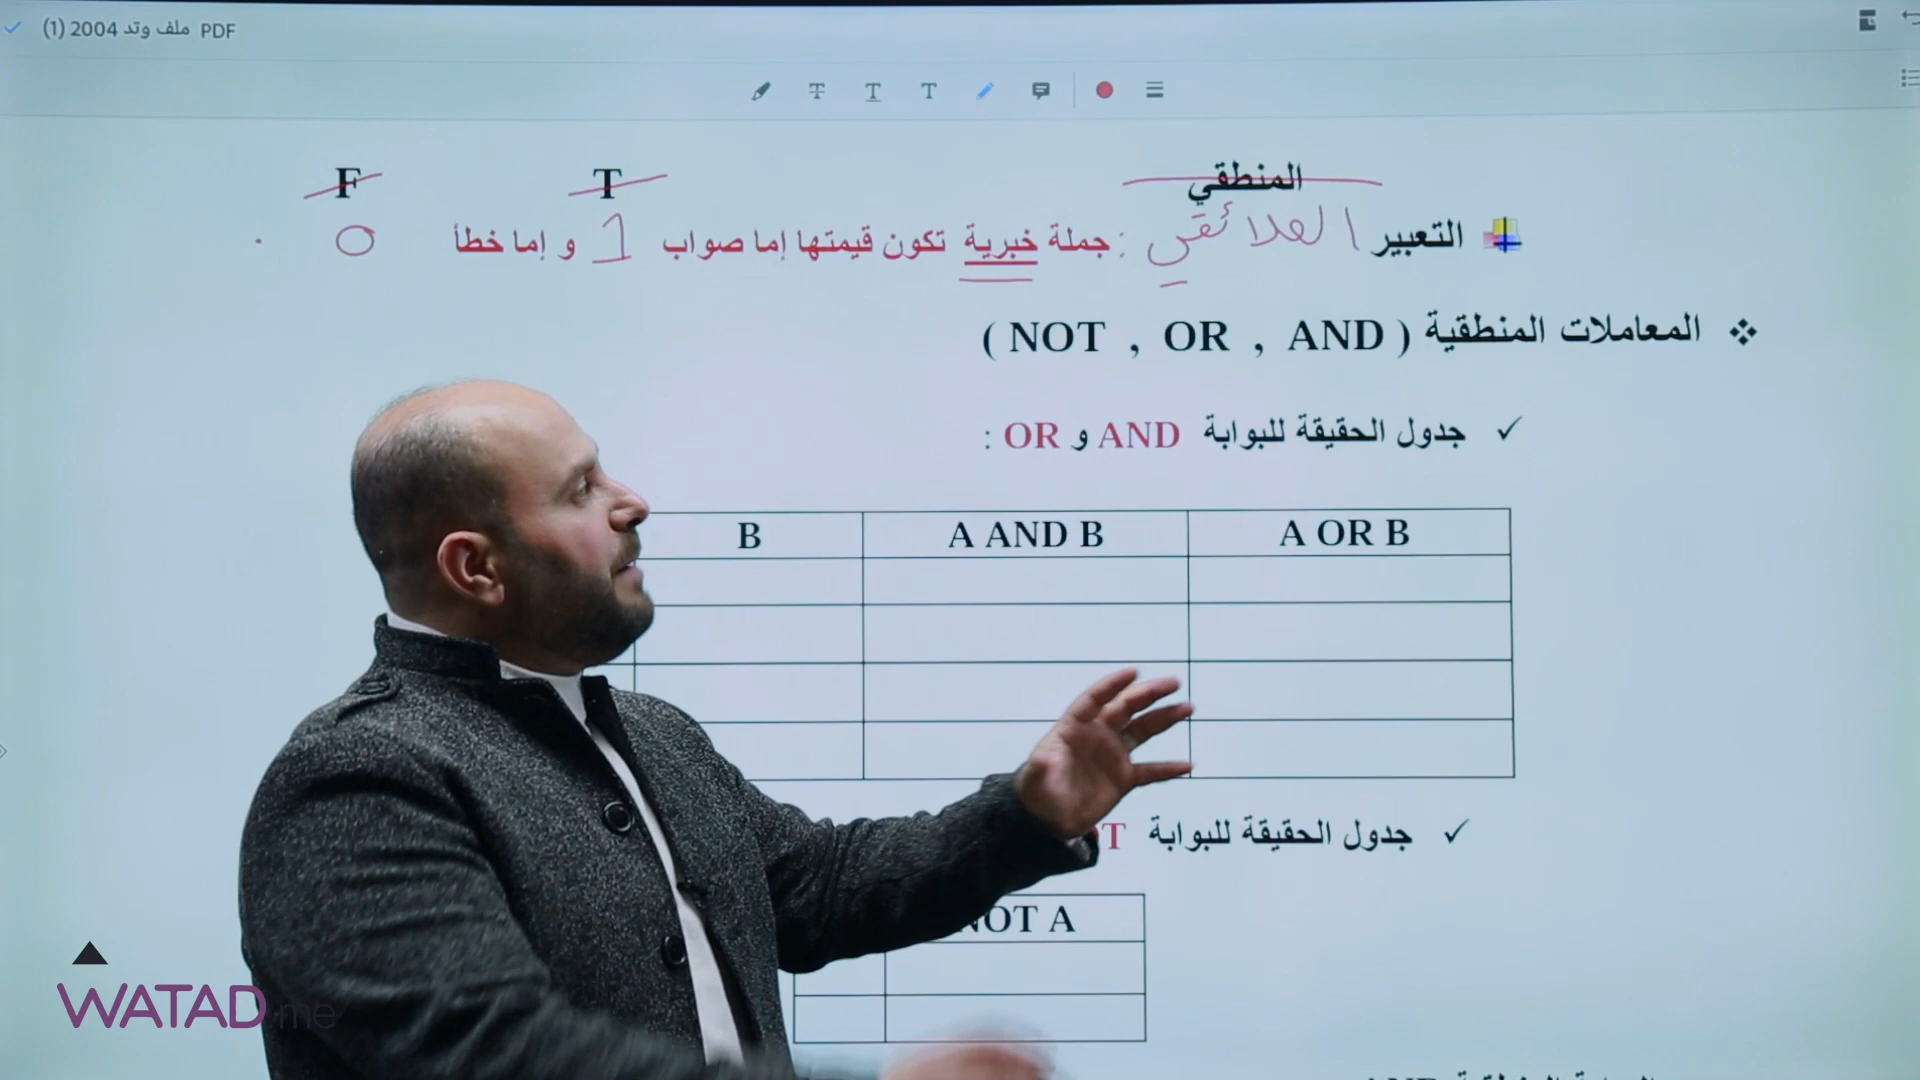 ملف وتد 2004 (1) PDF
المنطقي T F
التعبير العلائقي : جملة خبرية تكون قيمتها إما صواب 1 و إما خطأ 0
المعاملات المنطقية ( NOT , OR , AND )
✓ جدول الحقيقة للبوابة AND و OR :
B A AND B A OR B
✓ جدول الحقيقة للبوابة
NOT A
WATAD.me